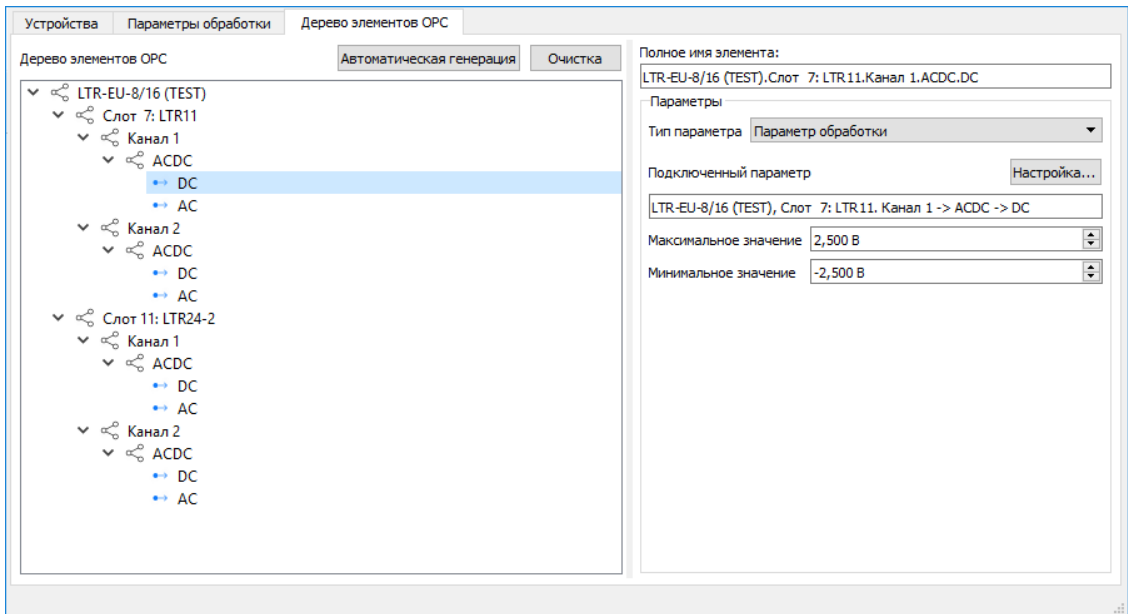 Устройства Параметры обработки Дерево элементов ОРС
Дерево элементов ОРС Автоматическая генерация Очистка
LTR-EU-8/16 (TEST)
Слот 7: LTR11
Канал 1
ACDC
DC
AC
Канал 2
ACDC
DC
AC
Слот 11: LTR24-2
Канал 1
ACDC
DC
AC
Канал 2
ACDC
DC
AC
Полное имя элемента:
LTR-EU-8/16 (TEST).Слот 7: LTR11.Канал 1.ACDC.DC
Параметры
Тип параметра Параметр обработки
Подключенный параметр Настройка...
LTR-EU-8/16 (TEST), Слот 7: LTR11. Канал 1 -> ACDC -> DC
Максимальное значение 2,500 В
Минимальное значение -2,500 В